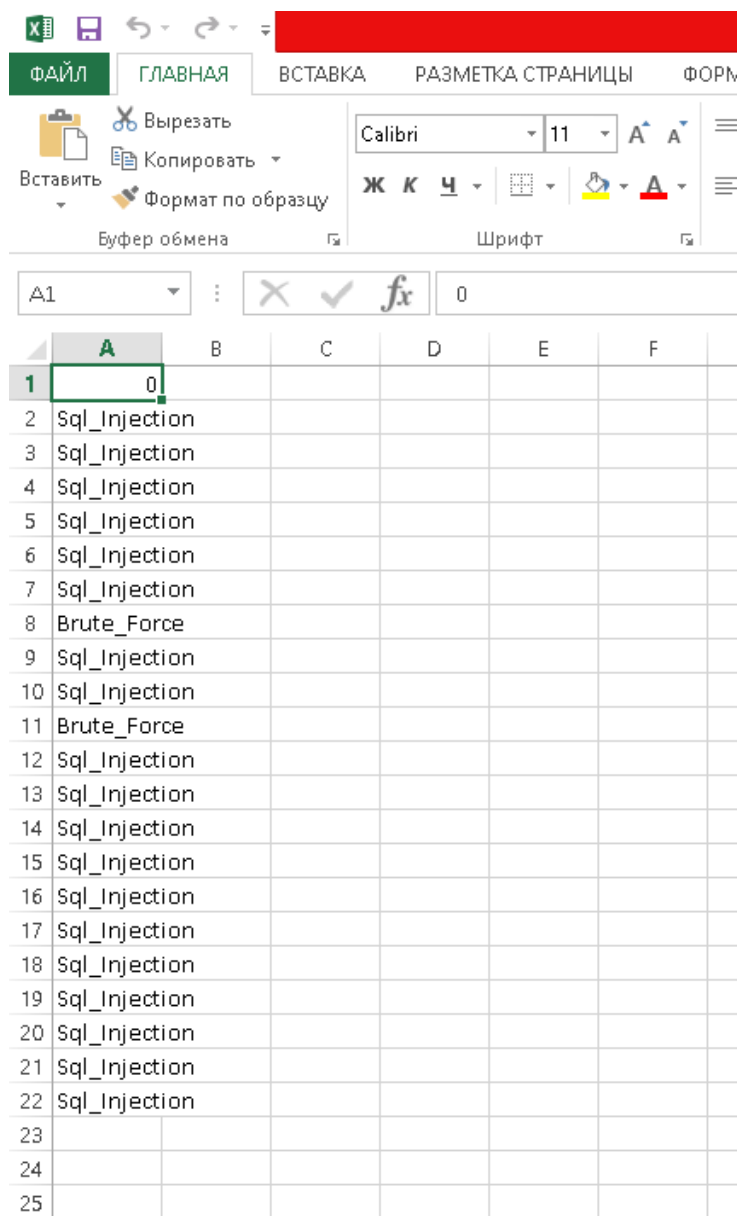 ФАЙЛ ГЛАВНАЯ ВСТАВКА РАЗМЕТКА СТРАНИЦЫ ФОРМ
Вставить
Вырезать
Копировать
Формат по образцу
Calibri 11 A A
Ж К Ч A
Буфер обмена Шрифт
A1 fx 0
A B C D E F
1 0
2 Sql_Injection
3 Sql_Injection
4 Sql_Injection
5 Sql_Injection
6 Sql_Injection
7 Sql_Injection
8 Brute_Force
9 Sql_Injection
10 Sql_Injection
11 Brute_Force
12 Sql_Injection
13 Sql_Injection
14 Sql_Injection
15 Sql_Injection
16 Sql_Injection
17 Sql_Injection
18 Sql_Injection
19 Sql_Injection
20 Sql_Injection
21 Sql_Injection
22 Sql_Injection
23
24
25